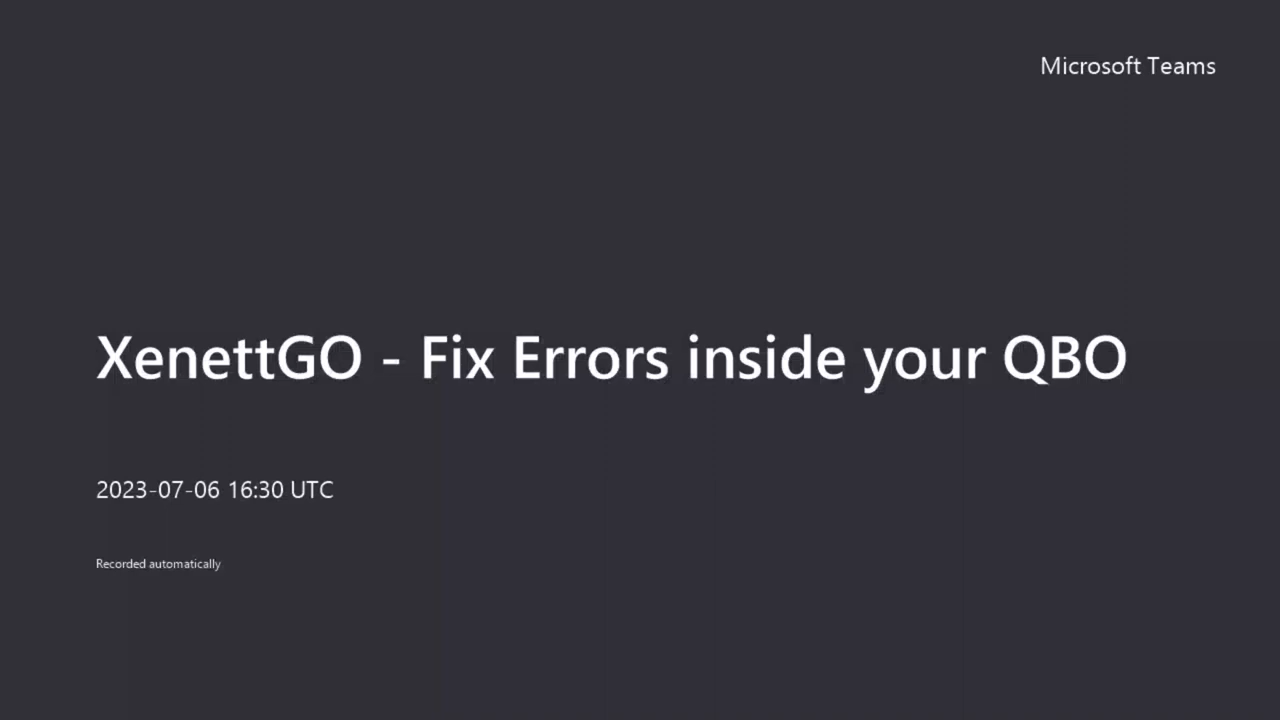 Microsoft Teams
XenettGO - Fix Errors inside your QBO
2023-07-06 16:30 UTC
Recorded automatically